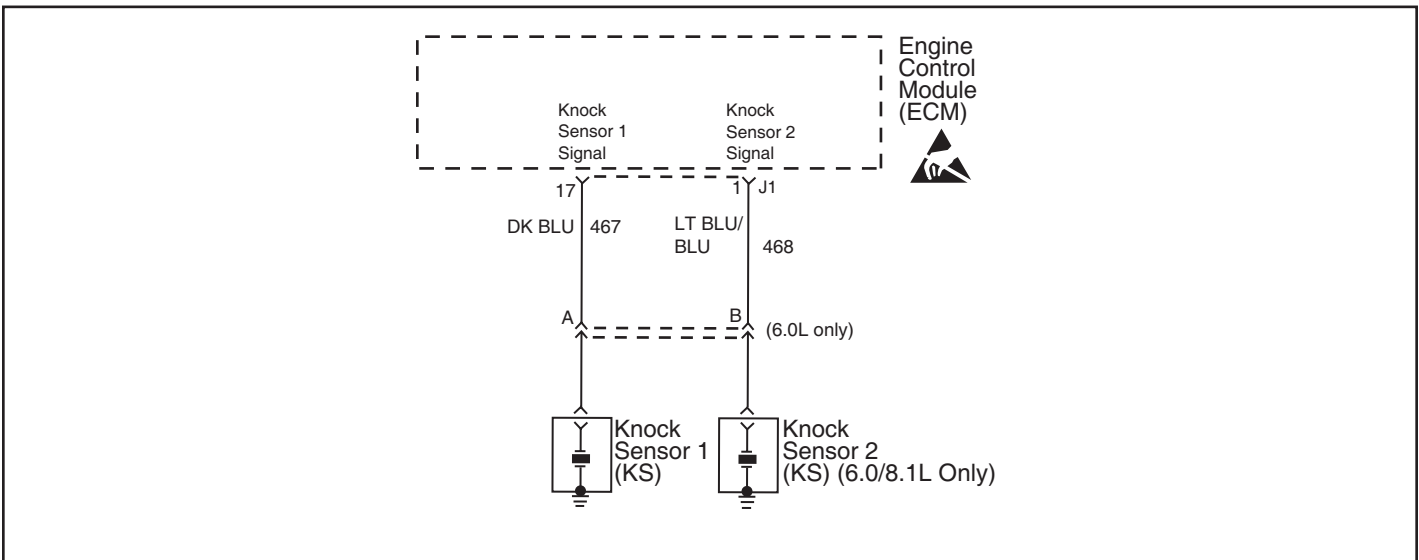 Engine
Control
Module
(ECM)
Knock
Sensor 1
Signal
Knock
Sensor 2
Signal
17
1
J1
DK BLU
467
LT BLU/
BLU
468
A
B
(6.0L only)
Knock
Sensor 1
(KS)
Knock
Sensor 2
(KS) (6.0/8.1L Only)